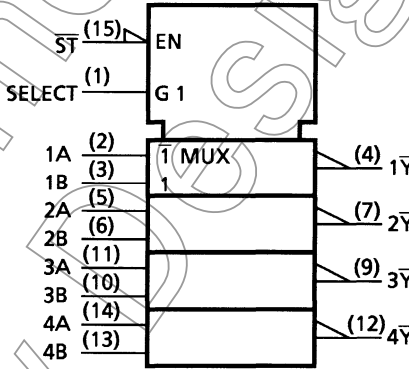 S̅T̅ (15) EN
SELECT (1) G 1
1A (2) 1̅ MUX (4) 1Y̅
1B (3) 1
2A (5) (7) 2Y̅
2B (6)
3A (11) (9) 3Y̅
3B (10)
4A (14) (12) 4Y̅
4B (13)